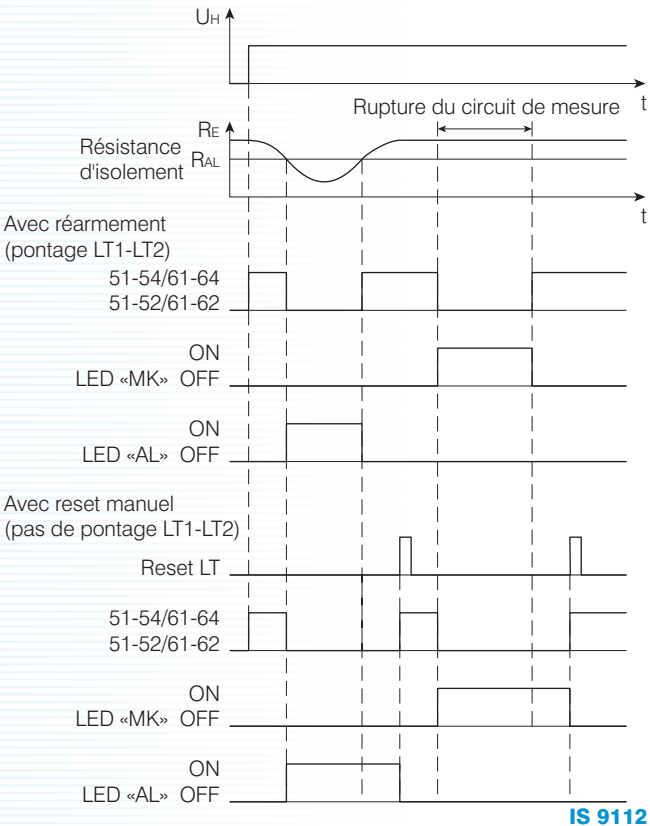 UH
t
Rupture du circuit de mesure
RE
Résistance
d'isolement
RAL
t
Avec réarmement
(pontage LT1-LT2)
51-54/61-64
51-52/61-62
ON
LED «MK» OFF
ON
LED «AL» OFF
Avec reset manuel
(pas de pontage LT1-LT2)
Reset LT
51-54/61-64
51-52/61-62
ON
LED «MK» OFF
ON
LED «AL» OFF
IS 9112